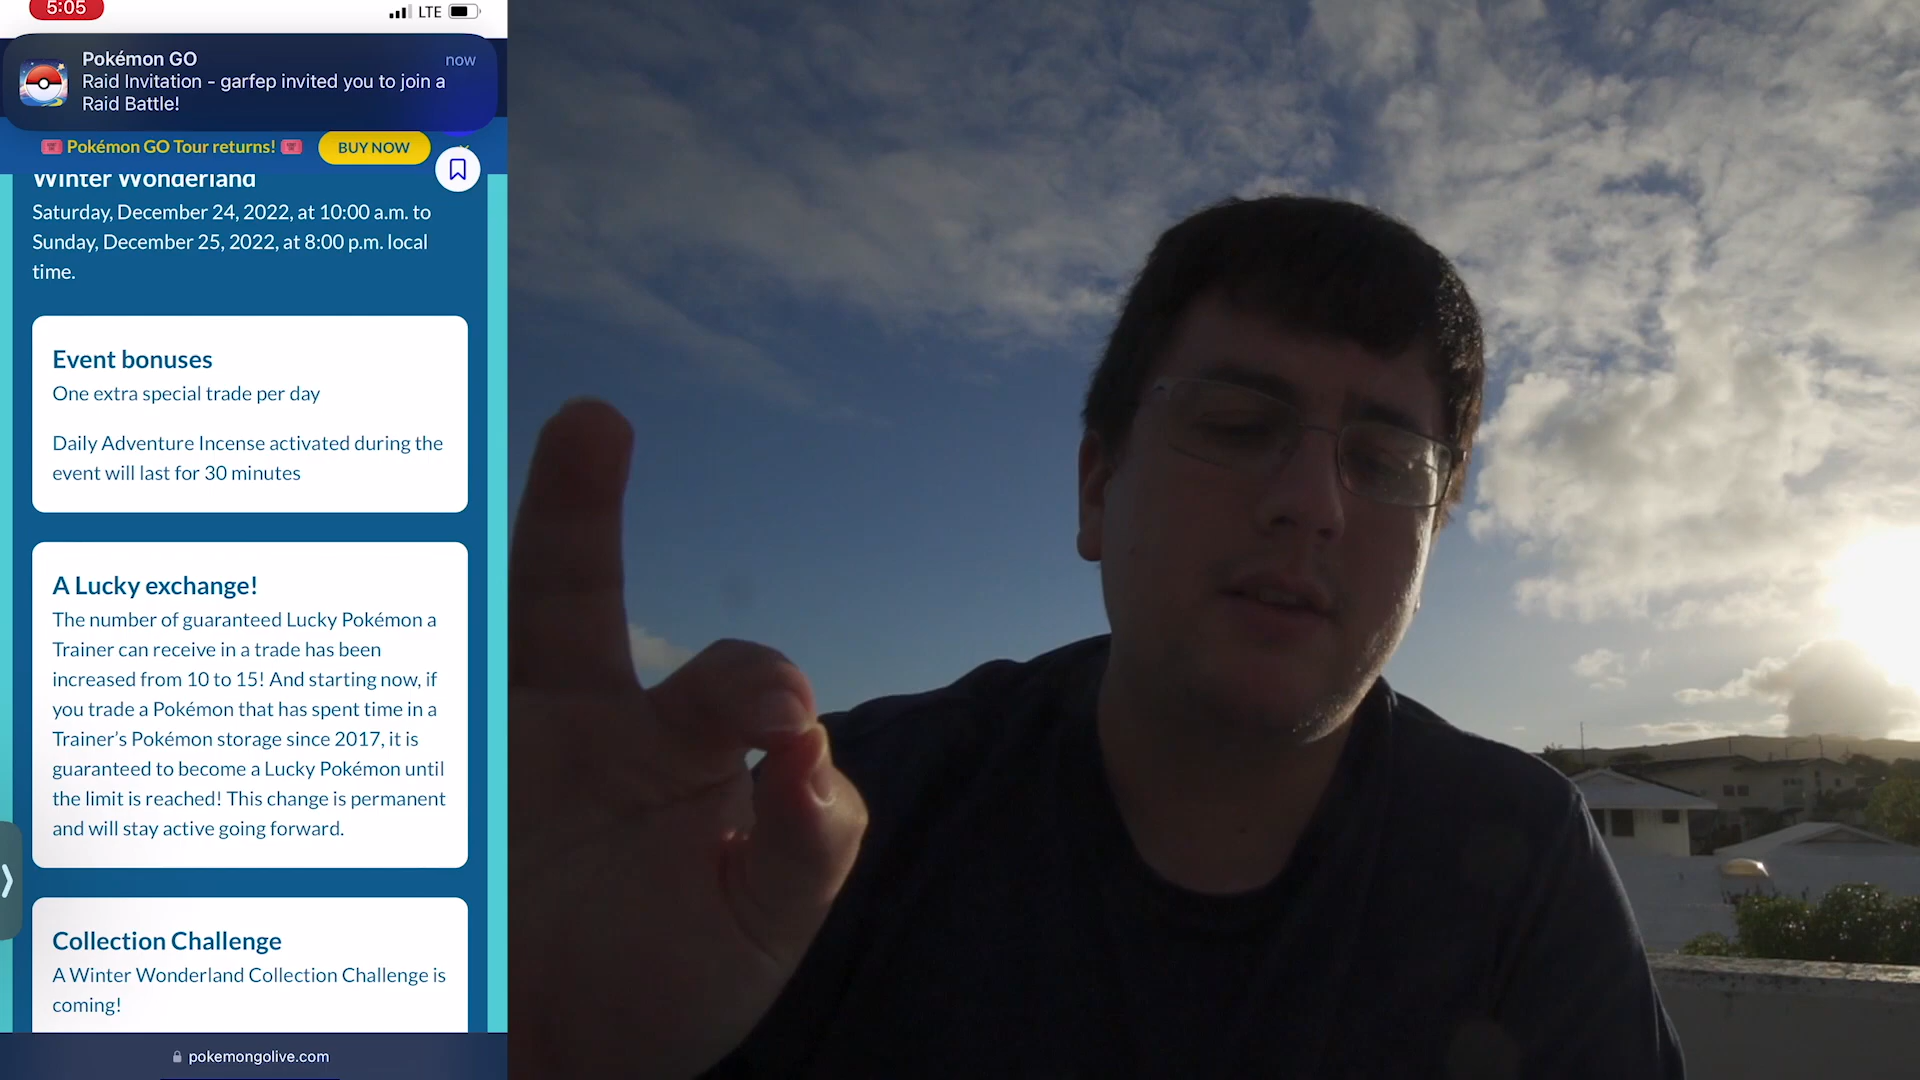 5:05
LTE
Pokémon GO
now
Raid Invitation - garfep invited you to join a
Raid Battle!
Pokémon GO Tour returns!
BUY NOW
Winter Wonderland
Saturday, December 24, 2022, at 10:00 a.m. to
Sunday, December 25, 2022, at 8:00 p.m. local
time.
Event bonuses
One extra special trade per day
Daily Adventure Incense activated during the
event will last for 30 minutes
A Lucky exchange!
The number of guaranteed Lucky Pokémon a
Trainer can receive in a trade has been
increased from 10 to 15! And starting now, if
you trade a Pokémon that has spent time in a
Trainer’s Pokémon storage since 2017, it is
guaranteed to become a Lucky Pokémon until
the limit is reached! This change is permanent
and will stay active going forward.
Collection Challenge
A Winter Wonderland Collection Challenge is
coming!
pokemongolive.com